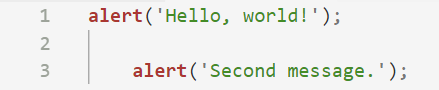 1 alert('Hello, world!');
2
3 alert('Second message.');